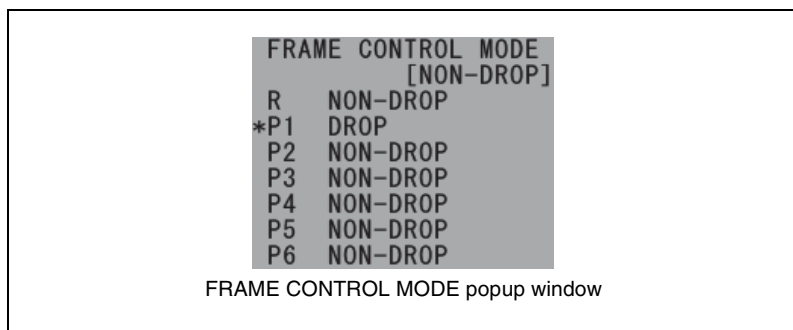 FRAME CONTROL MODE
[NON-DROP]
R NON-DROP
*P1 DROP
P2 NON-DROP
P3 NON-DROP
P4 NON-DROP
P5 NON-DROP
P6 NON-DROP
FRAME CONTROL MODE popup window